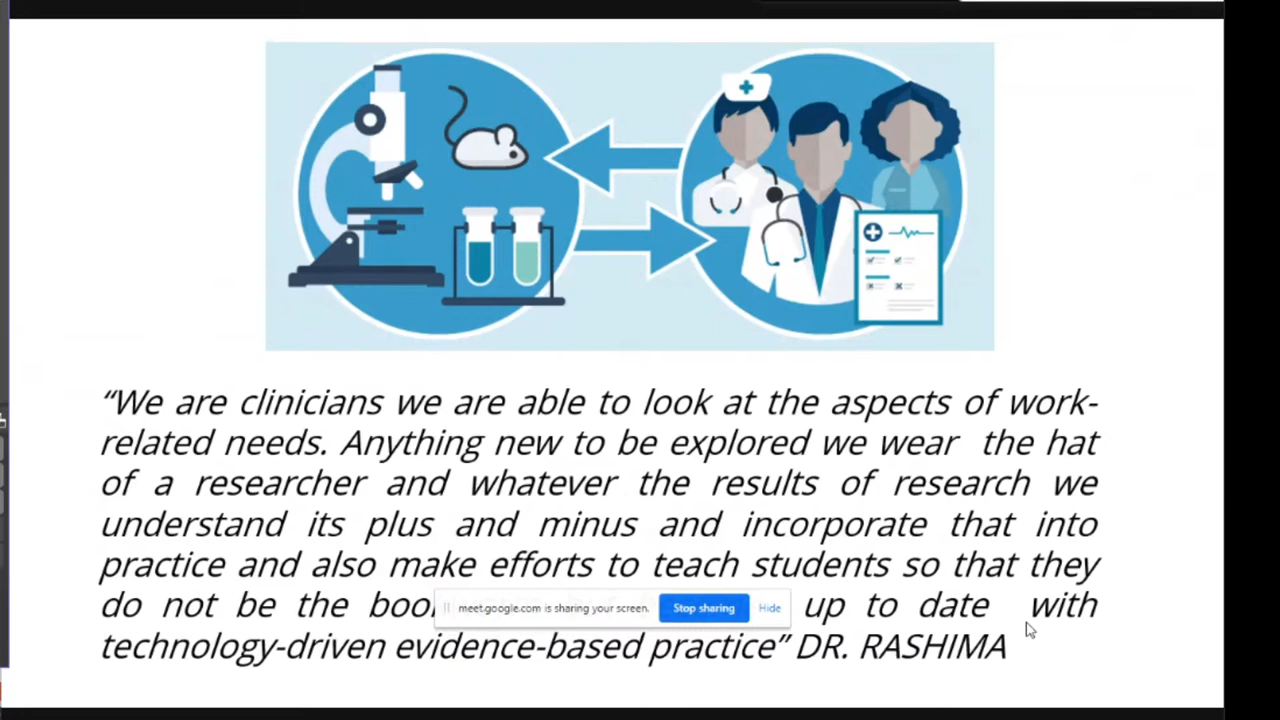 “We are clinicians we are able to look at the aspects of work-
related needs. Anything new to be explored we wear the hat
of a researcher and whatever the results of research we
understand its plus and minus and incorporate that into
practice and also make efforts to teach students so that they
do not be the up to date with
meet.google.com is sharing your screen. Stop sharing Hide
technology-driven evidence-based practice” DR. RASHIMA